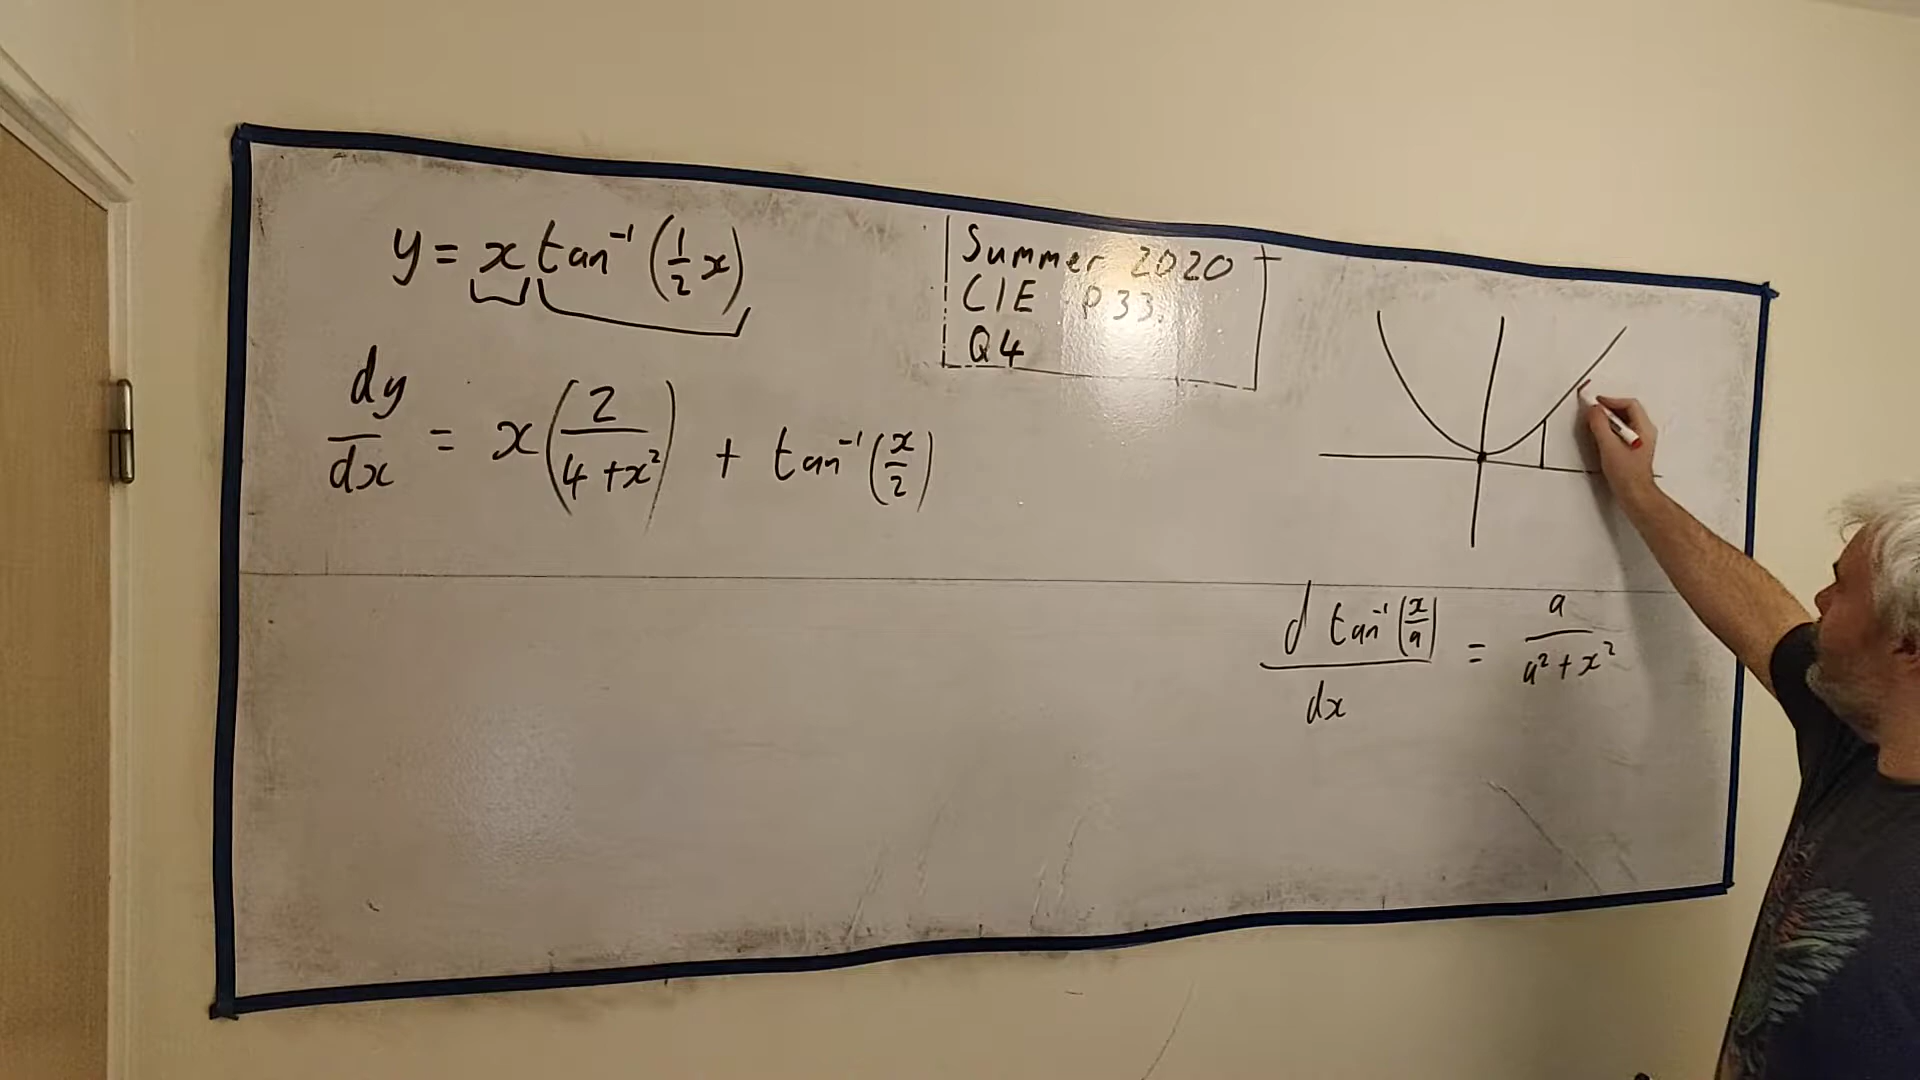 y = x tan⁻¹ (1/2 x)
Summer 2020
CIE P33.
Q4
dy/dx = x (2/(4 + x²)) + tan⁻¹ (x/2)
d tan⁻¹ (x/a) / dx = a/(a² + x²)